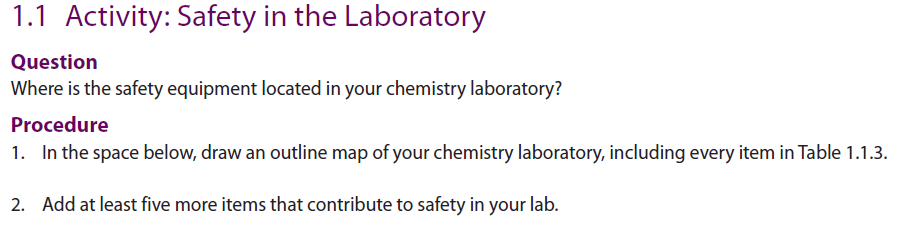 1.1 Activity: Safety in the Laboratory
Question
Where is the safety equipment located in your chemistry laboratory?
Procedure
1. In the space below, draw an outline map of your chemistry laboratory, including every item in Table 1.1.3.
2. Add at least five more items that contribute to safety in your lab.